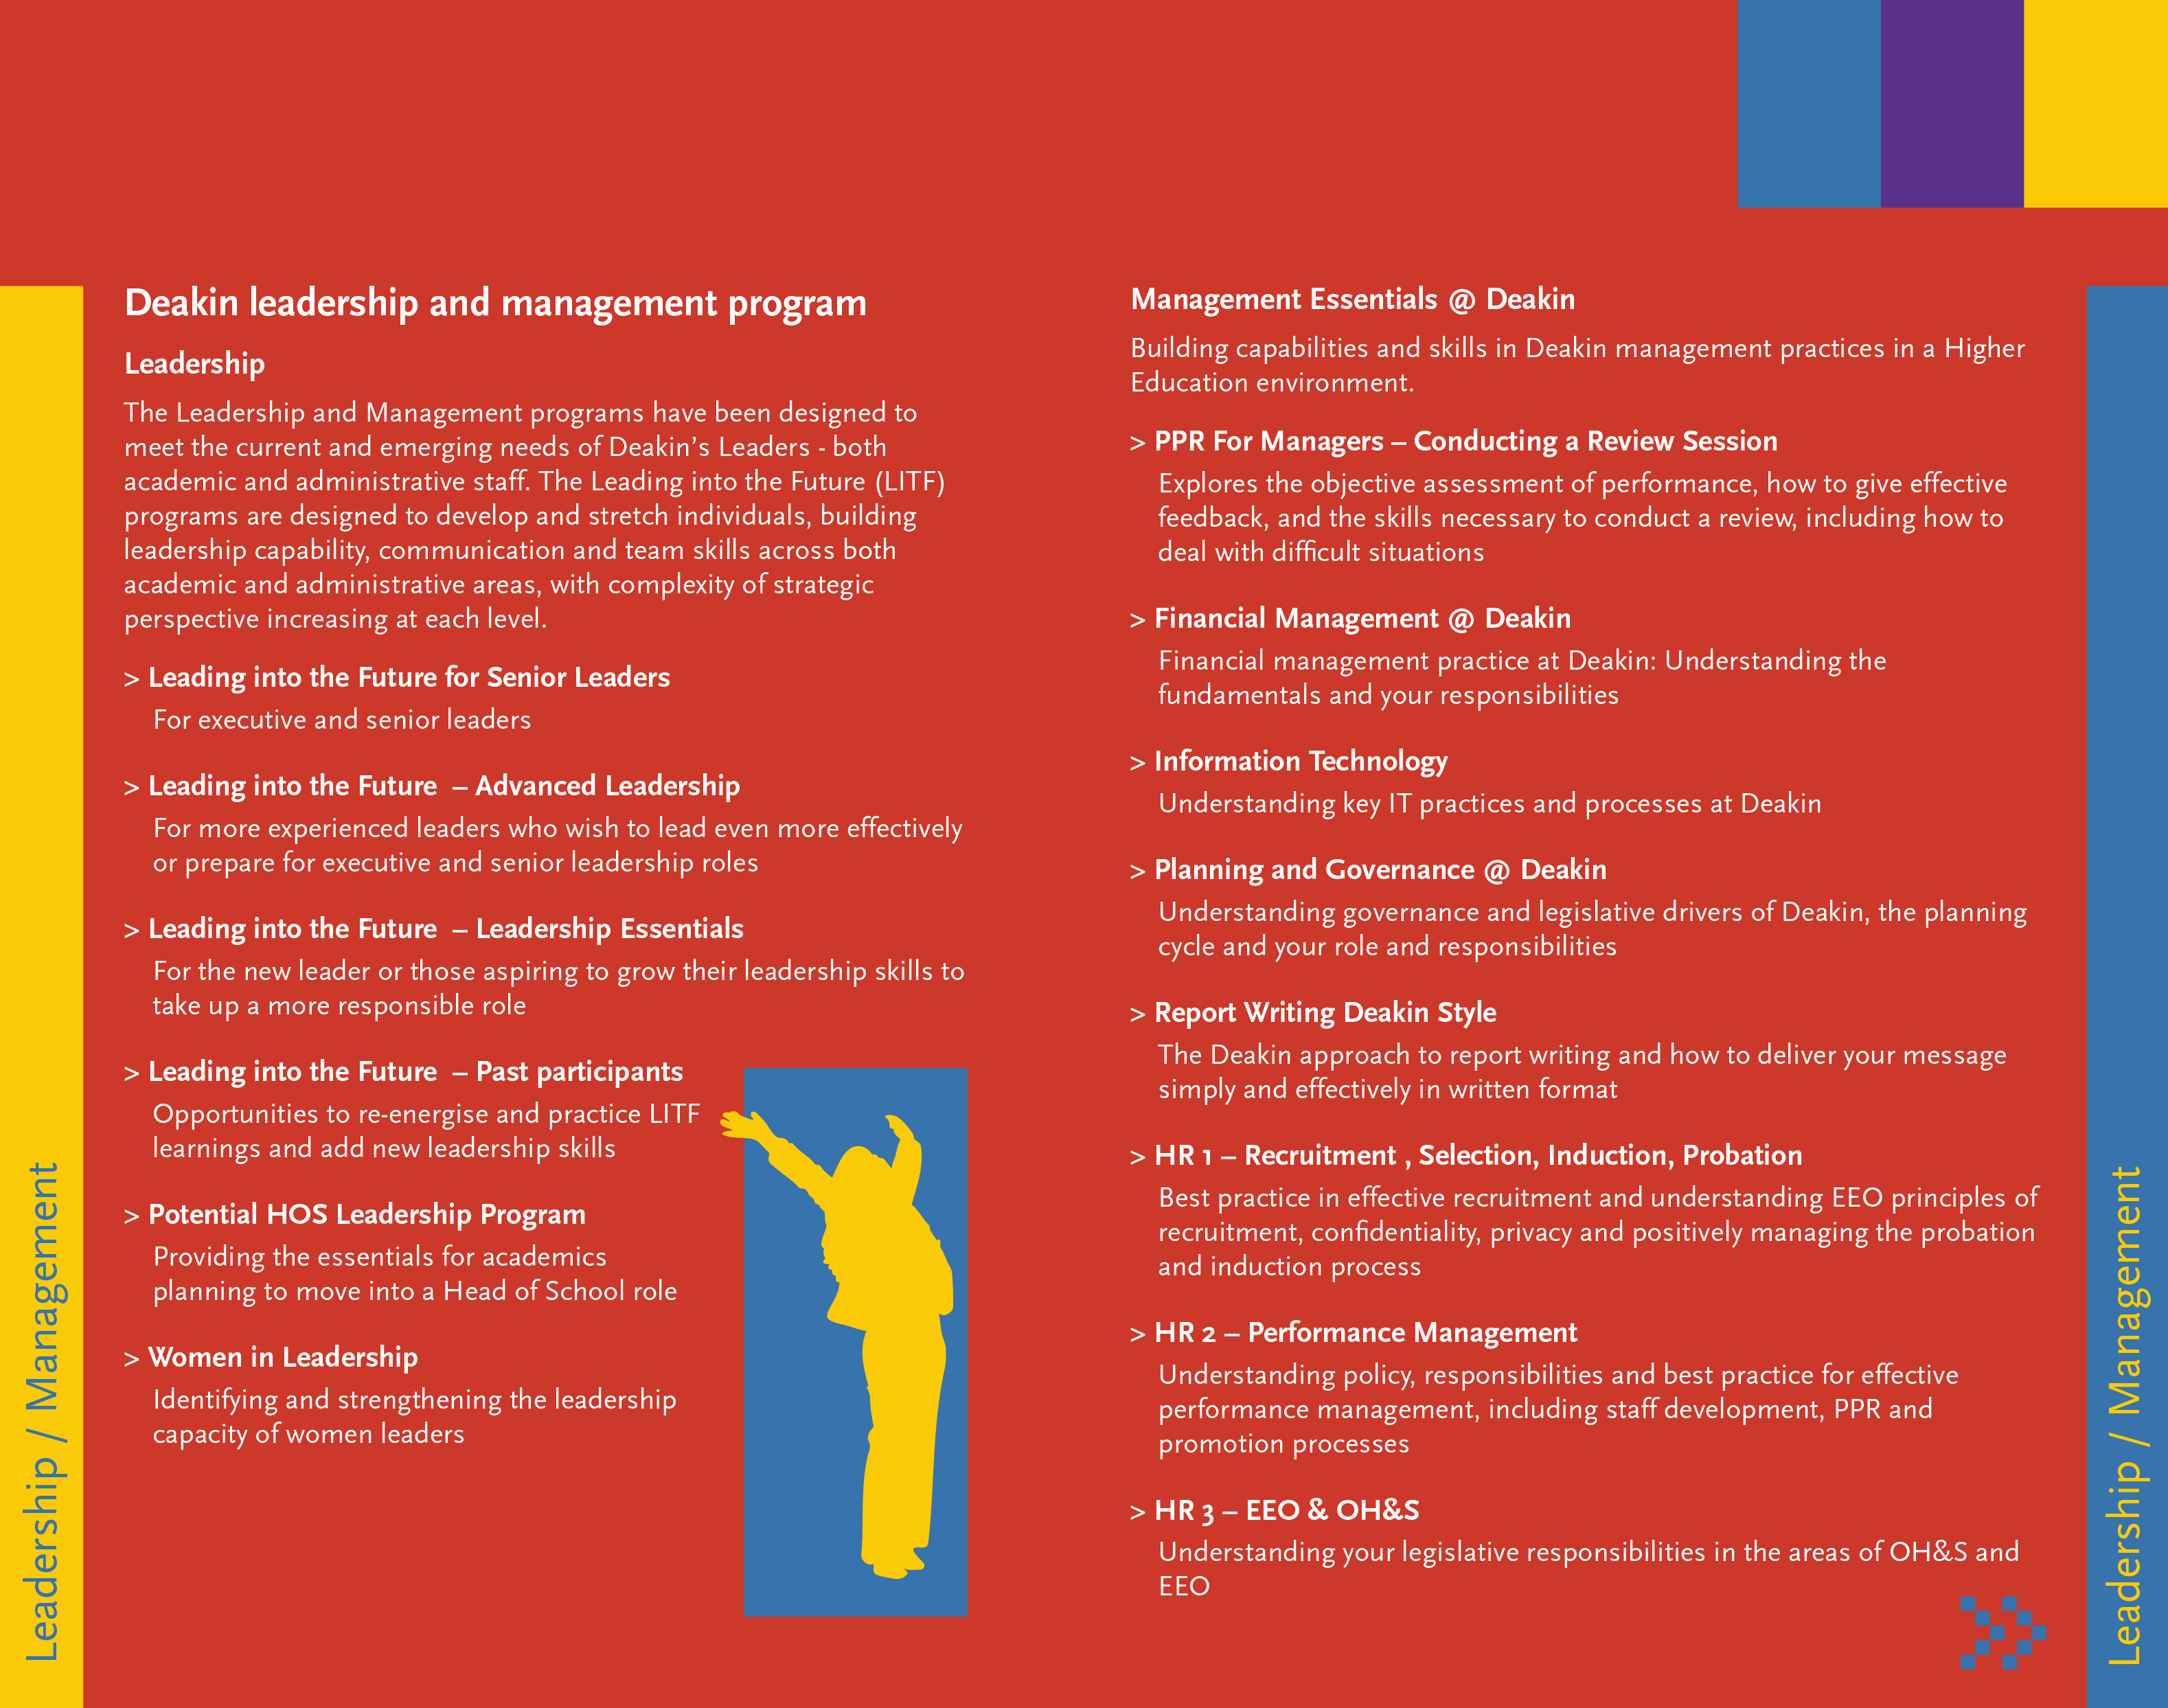 Deakin leadership and management program
Leadership
The Leadership and Management programs have been designed to
meet the current and emerging needs of Deakin's Leaders - both
academic and administrative staff. The Leading into the Future (LITF)
programs are designed to develop and stretch individuals, building
leadership capability, communication and team skills across both
academic and administrative areas, with complexity of strategic
perspective increasing at each level.
> Leading into the Future for Senior Leaders
For executive and senior leaders
> Leading into the Future – Advanced Leadership
For more experienced leaders who wish to lead even more effectively
or prepare for executive and senior leadership roles
> Leading into the Future – Leadership Essentials
For the new leader or those aspiring to grow their leadership skills to
take up a more responsible role
> Leading into the Future – Past participants
Opportunities to re-energise and practice LITF
learnings and add new leadership skills
> Potential HOS Leadership Program
Providing the essentials for academics
planning to move into a Head of School role
> Women in Leadership
Identifying and strengthening the leadership
capacity of women leaders
Leadership / Management
Management Essentials @ Deakin
Building capabilities and skills in Deakin management practices in a Higher
Education environment.
> PPR For Managers – Conducting a Review Session
Explores the objective assessment of performance, how to give effective
feedback, and the skills necessary to conduct a review, including how to
deal with difficult situations
> Financial Management @ Deakin
Financial management practice at Deakin: Understanding the
fundamentals and your responsibilities
> Information Technology
Understanding key IT practices and processes at Deakin
> Planning and Governance @ Deakin
Understanding governance and legislative drivers of Deakin, the planning
cycle and your role and responsibilities
> Report Writing Deakin Style
The Deakin approach to report writing and how to deliver your message
simply and effectively in written format
> HR 1 – Recruitment , Selection, Induction, Probation
Best practice in effective recruitment and understanding EEO principles of
recruitment, confidentiality, privacy and positively managing the probation
and induction process
> HR 2 – Performance Management
Understanding policy, responsibilities and best practice for effective
performance management, including staff development, PPR and
promotion processes
> HR 3 – EEO & OH&S
Understanding your legislative responsibilities in the areas of OH&S and
EEO
Leadership / Management